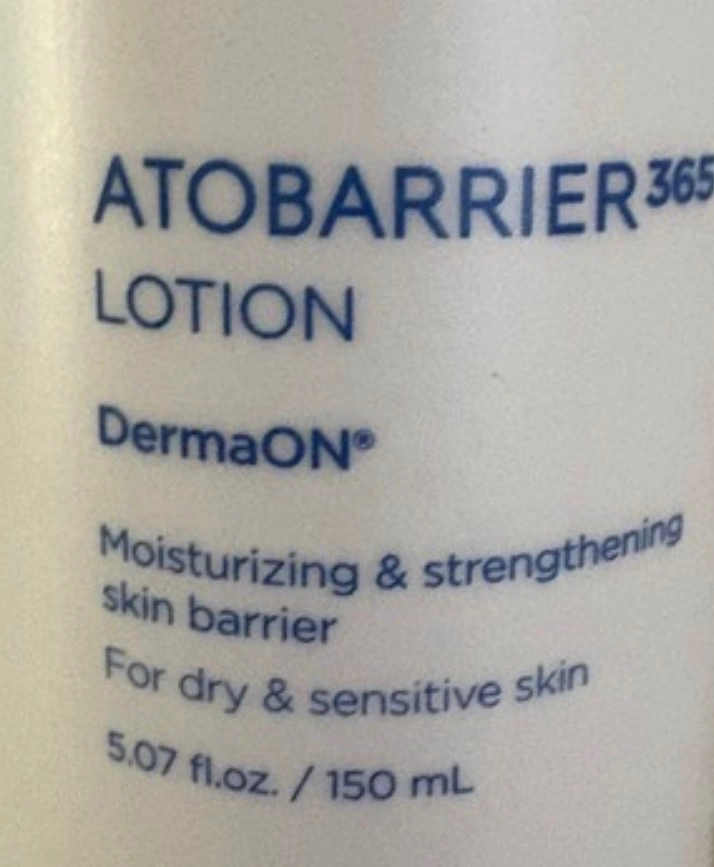 ATOBARRIER365
LOTION
DermaON®
Moisturizing & strengthening
skin barrier
For dry & sensitive skin
5.07 fl.oz. / 150 mL